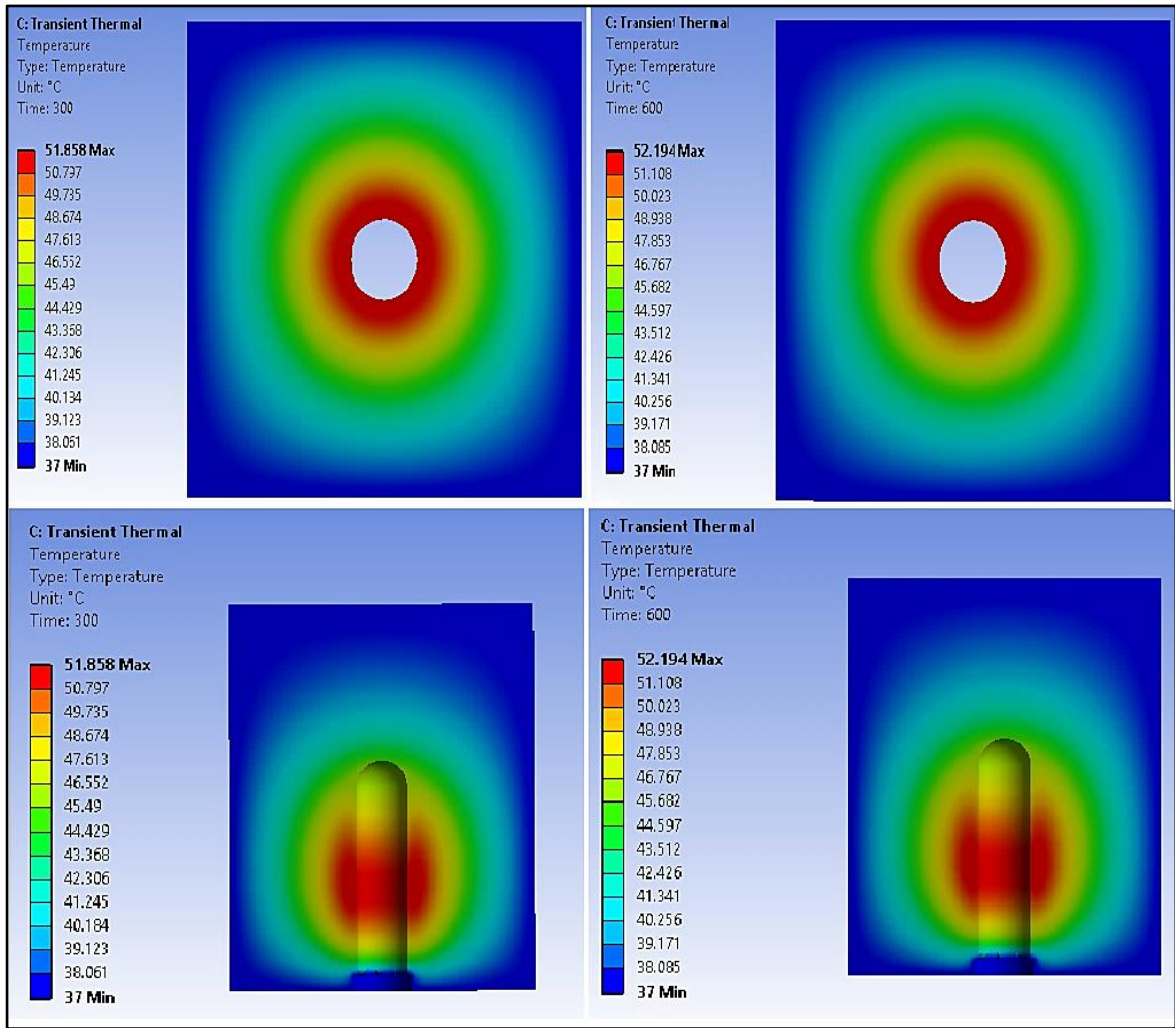 C: Transient Thermal
Temperature
Type: Temperature
Unit: °C
Time: 300
51.858 Max
50.797
49.735
48.674
47.613
46.552
45.49
44.429
43.368
42.306
41.245
40.184
39.123
38.061
37 Min
C: Transient Thermal
Temperature
Type: Temperature
Unit: °C
Time: 600
52.194 Max
51.108
50.023
48.938
47.853
46.767
45.682
44.597
43.512
42.426
41.341
40.256
39.171
38.085
37 Min
C: Transient Thermal
Temperature
Type: Temperature
Unit: °C
Time: 300
51.858 Max
50.797
49.735
48.674
47.613
46.552
45.49
44.429
43.368
42.306
41.245
40.184
39.123
38.061
37 Min
C: Transient Thermal
Temperature
Type: Temperature
Unit: °C
Time: 600
52.194 Max
51.108
50.023
48.938
47.853
46.767
45.682
44.597
43.512
42.426
41.341
40.256
39.171
38.085
37 Min